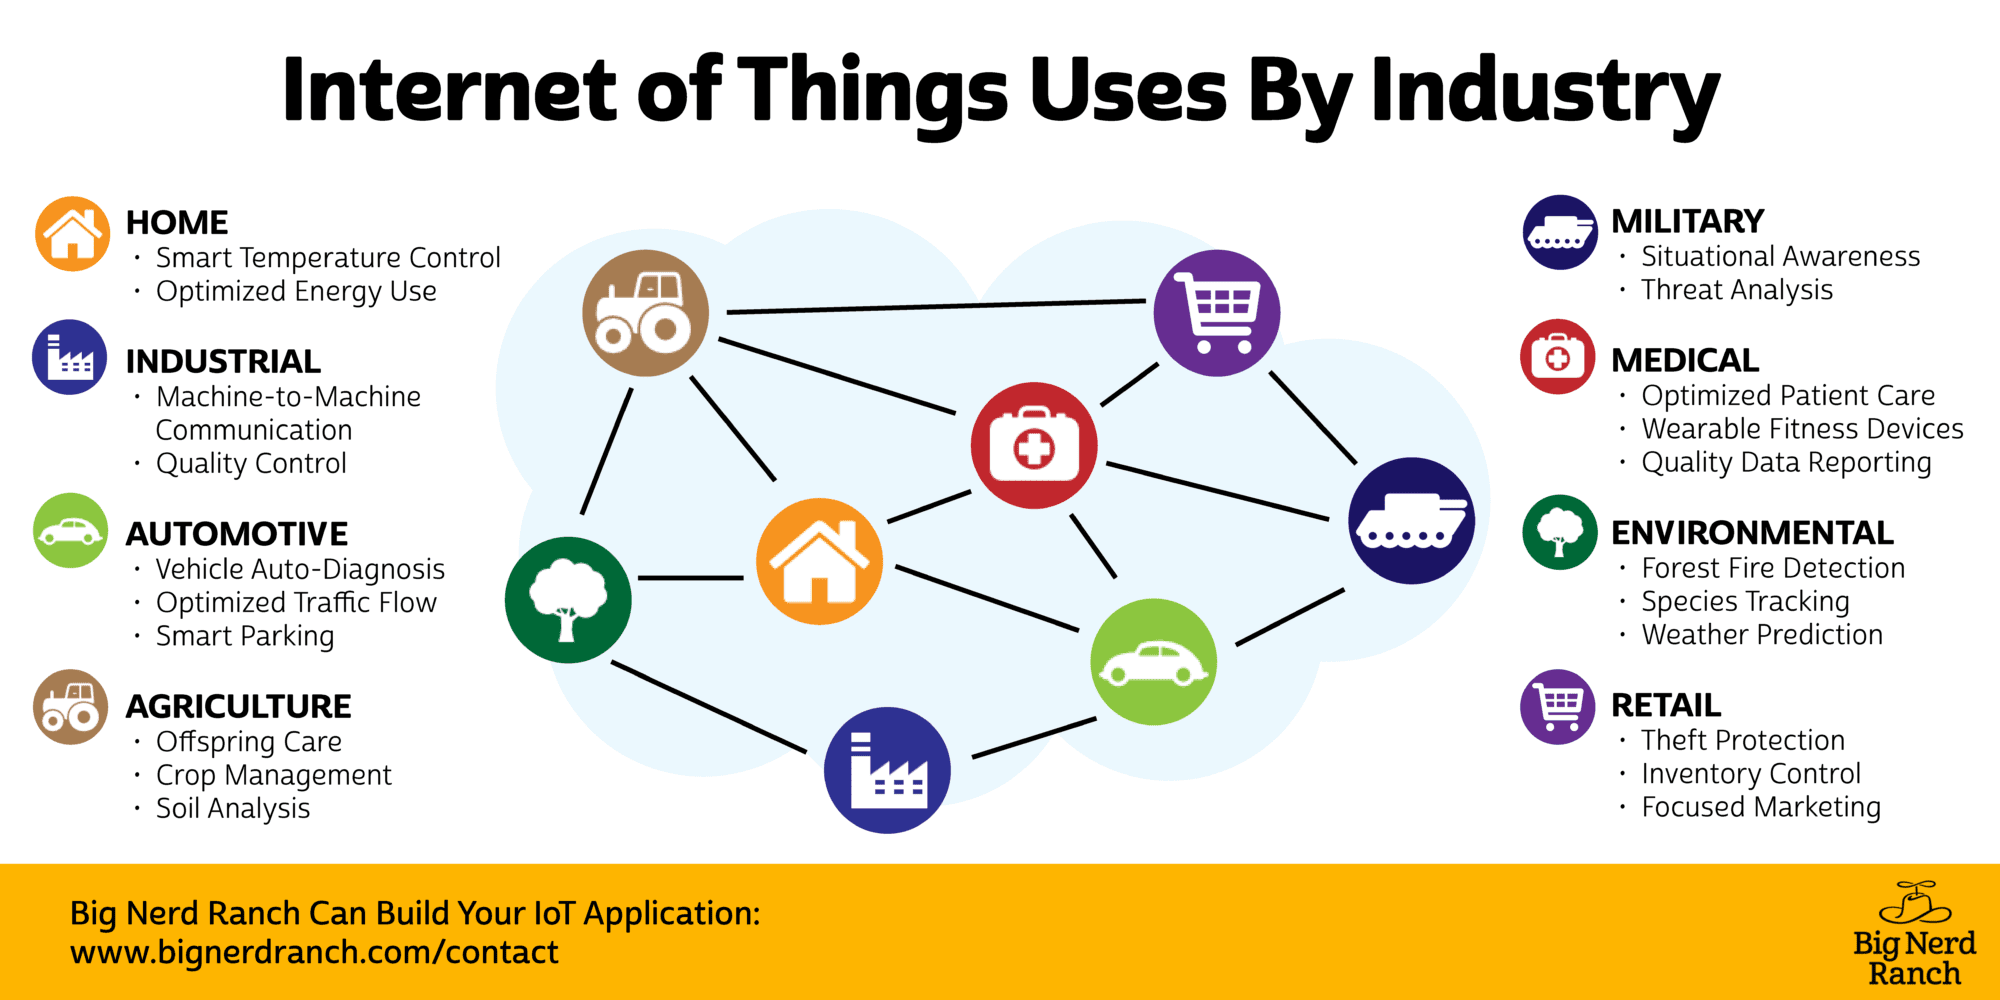 Internet of Things Uses By Industry
HOME
· Smart Temperature Control
· Optimized Energy Use
INDUSTRIAL
· Machine-to-Machine
Communication
· Quality Control
AUTOMOTIVE
· Vehicle Auto-Diagnosis
· Optimized Traffic Flow
· Smart Parking
AGRICULTURE
· Offspring Care
· Crop Management
· Soil Analysis
MILITARY
· Situational Awareness
· Threat Analysis
MEDICAL
· Optimized Patient Care
· Wearable Fitness Devices
· Quality Data Reporting
ENVIRONMENTAL
· Forest Fire Detection
· Species Tracking
· Weather Prediction
RETAIL
· Theft Protection
· Inventory Control
· Focused Marketing
Big Nerd Ranch Can Build Your IoT Application:
www.bignerdranch.com/contact
Big Nerd
Ranch